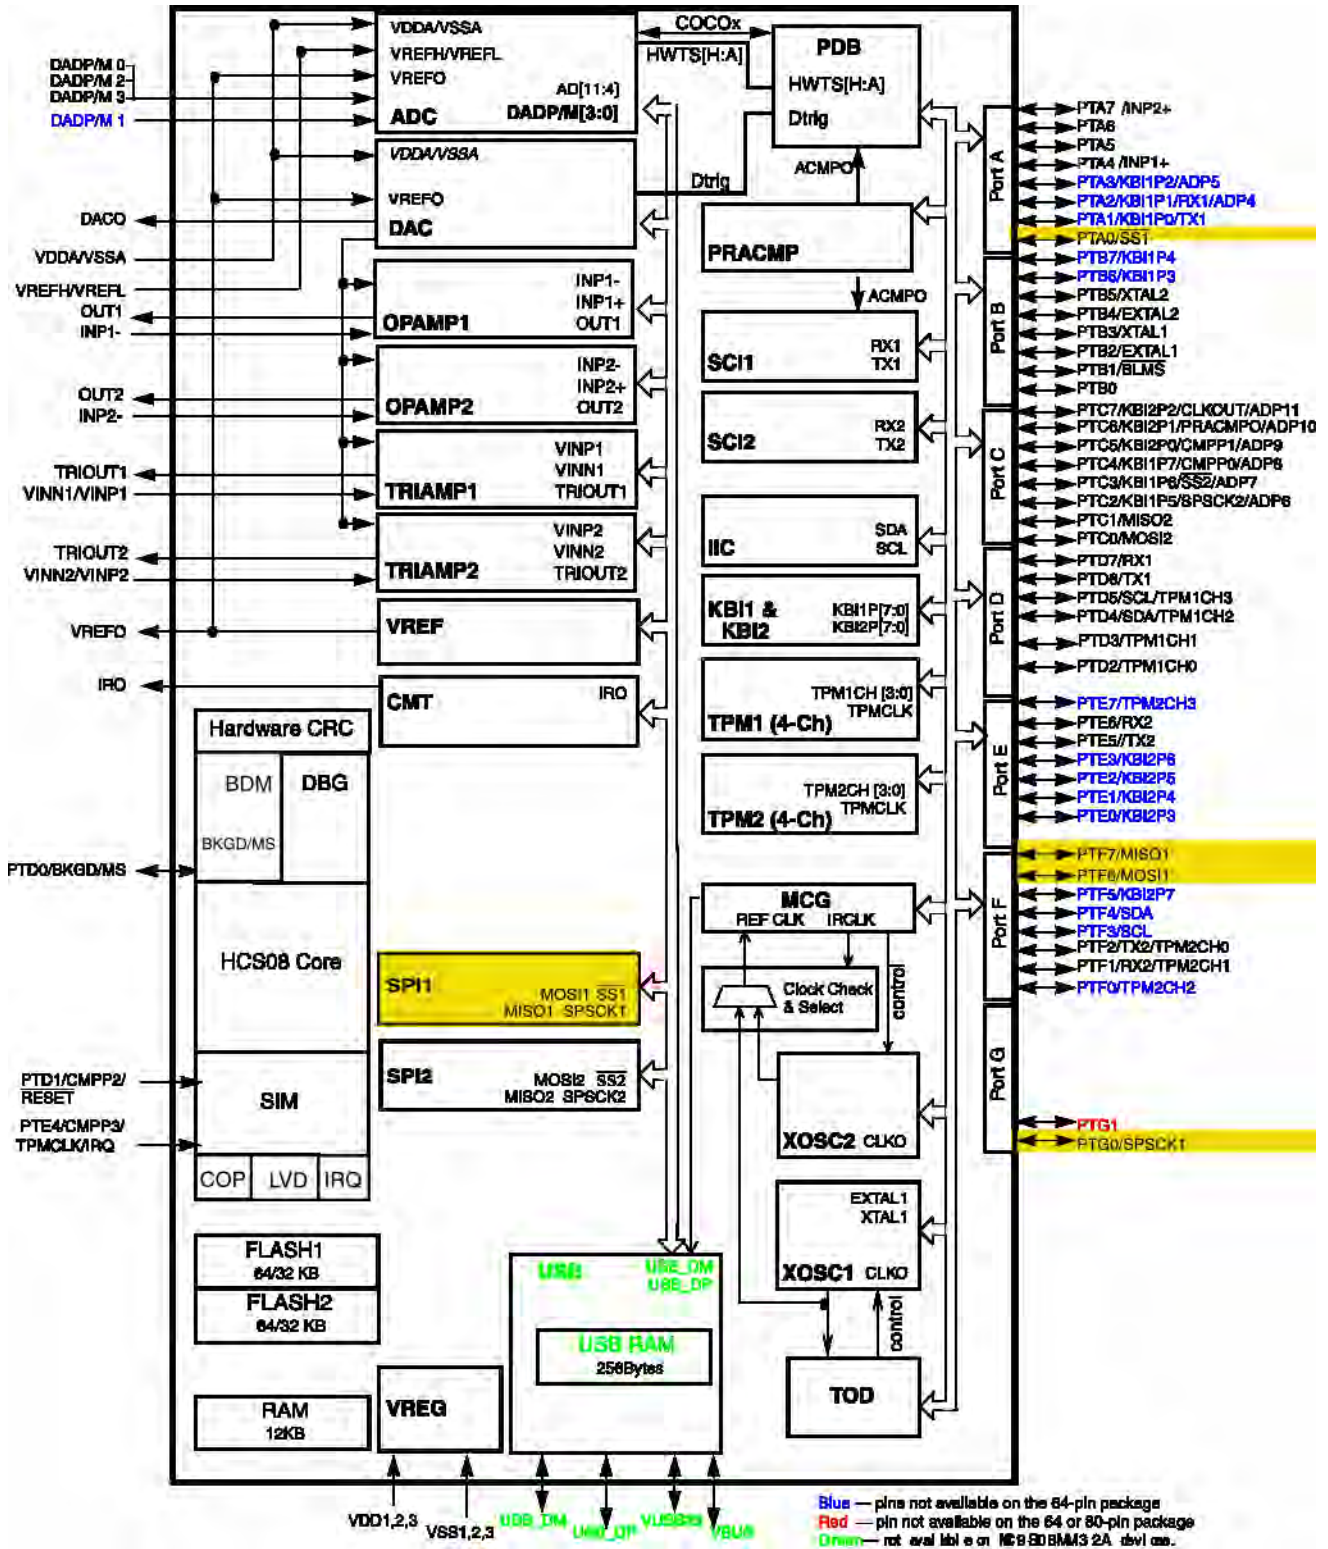 DADP/M 0
DADP/M 2
DADP/M 3
DADP/M 1
DACO
VDDA/VSSA
VREFH/VREFL
OUT1
INP1-
OUT2
INP2-
TRIOUT1
VINN1/VINP1
TRIOUT2
VINN2/VINP2
VREFO
IRO
PTD0/BKGD/MS
PTD1/CMPP2/
RESET
PTE4/CMPP3/
TPMCLK/IRQ
VDDA/VSSA
VREFH/VREFL
VREFO
AD[11:4]
ADC DADP/M[3:0]
VDDA/VSSA
VREFO
DAC
INP1-
INP1+
OPAMP1 OUT1
INP2-
INP2+
OPAMP2 OUT2
VINP1
VINN1
TRIAMP1 TRIOUT1
VINP2
VINN2
TRIAMP2 TRIOUT2
VREF
CMT IRO
Hardware CRC
BDM DBG
BKGD/MS
HCS08 Core
SIM
COP LVD IRQ
SPI1
MOSI1 SS1
MISO1 SPSCK1
SPI2
MOSI2 SS2
MISO2 SPSCK2
FLASH1
64/32 KB
FLASH2
64/32 KB
RAM
12KB
VREG
VDD1,2,3
VSS1,2,3
USB USB_DM
USB_DP
USB RAM
256Bytes
USB_DM
USB_DP
VUSB33
VBUS
COCOx
HWTS[H:A]
PDB
HWTS[H:A]
Dtrig
Dtrig
ACMPO
PRACMP
ACMPO
RX1
SCI1 TX1
RX2
SCI2 TX2
SDA
IIC SCL
KBI1 & KBI1P[7:0]
KBI2 KBI2P[7:0]
TPM1CH [3:0]
TPMCLK
TPM1 (4-Ch)
TPM2CH [3:0]
TPMCLK
TPM2 (4-Ch)
MCG
REF CLK IRCLK
Clock Check
& Select
control
XOSC2 CLKO
EXTAL1
XTAL1
XOSC1 CLKO
control
TOD
Port A
PTA7 /INP2+
PTA6
PTA5
PTA4 /INP1+
PTA3/KBI1P2/ADP5
PTA2/KBI1P1/RX1/ADP4
PTA1/KBI1P0/TX1
PTA0/SS1
Port B
PTB7/KBI1P4
PTB6/KBI1P3
PTB5/XTAL2
PTB4/EXTAL2
PTB3/XTAL1
PTB2/EXTAL1
PTB1/BLMS
PTB0
Port C
PTC7/KBI2P2/CLKOUT/ADP11
PTC6/KBI2P1/PRACMPO/ADP10
PTC5/KBI2P0/CMPP1/ADP9
PTC4/KBI1P7/CMPP0/ADP8
PTC3/KBI1P6/SS2/ADP7
PTC2/KBI1P5/SPSCK2/ADP6
PTC1/MISO2
PTC0/MOSI2
Port D
PTD7/RX1
PTD6/TX1
PTD5/SCL/TPM1CH3
PTD4/SDA/TPM1CH2
PTD3/TPM1CH1
PTD2/TPM1CH0
Port E
PTE7/TPM2CH3
PTE6/RX2
PTE5//TX2
PTE3/KBI2P6
PTE2/KBI2P5
PTE1/KBI2P4
PTE0/KBI2P3
Port F
PTF7/MISO1
PTF6/MOSI1
PTF5/KBI2P7
PTF4/SDA
PTF3/SCL
PTF2/TX2/TPM2CH0
PTF1/RX2/TPM2CH1
PTF0/TPM2CH2
Port G
PTG1
PTG0/SPSCK1
Blue — pins not available on the 64-pin package
Red — pin not available on the 64 or 80-pin package
Green — not available on MC9S08MM32A devices.